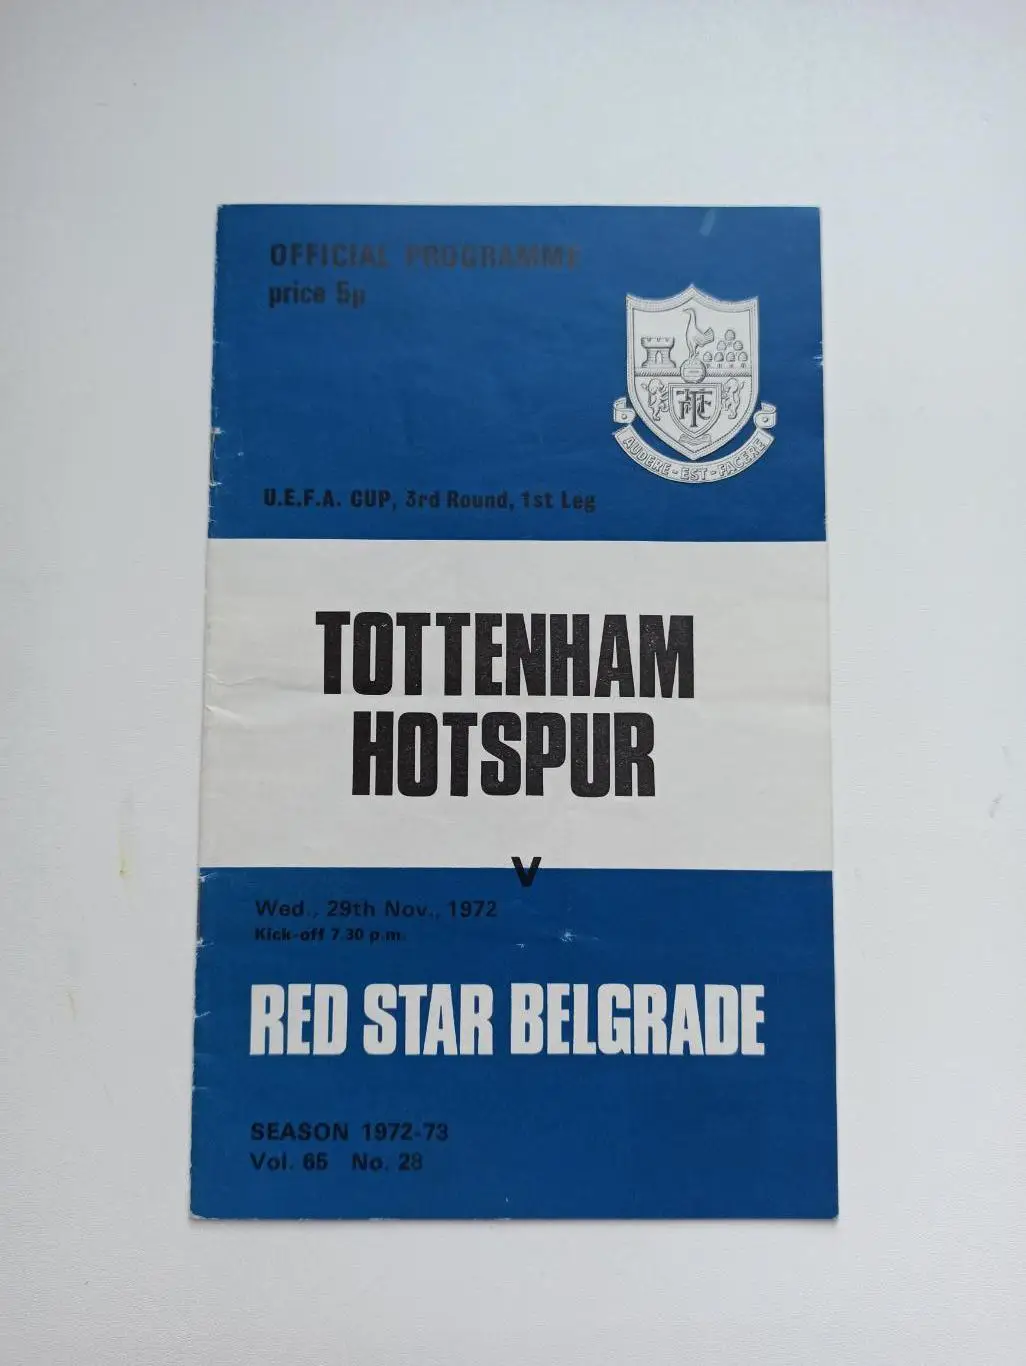 OFFICIAL PROGRAMME
price 5p
AUDERE - EST - FACERE
U.E.F.A. CUP, 3rd Round, 1st Leg
TOTTENHAM
HOTSPUR
v
Wed., 29th Nov., 1972
Kick-off 7.30 p.m.
RED STAR BELGRADE
SEASON 1972-73
Vol. 65 No. 28